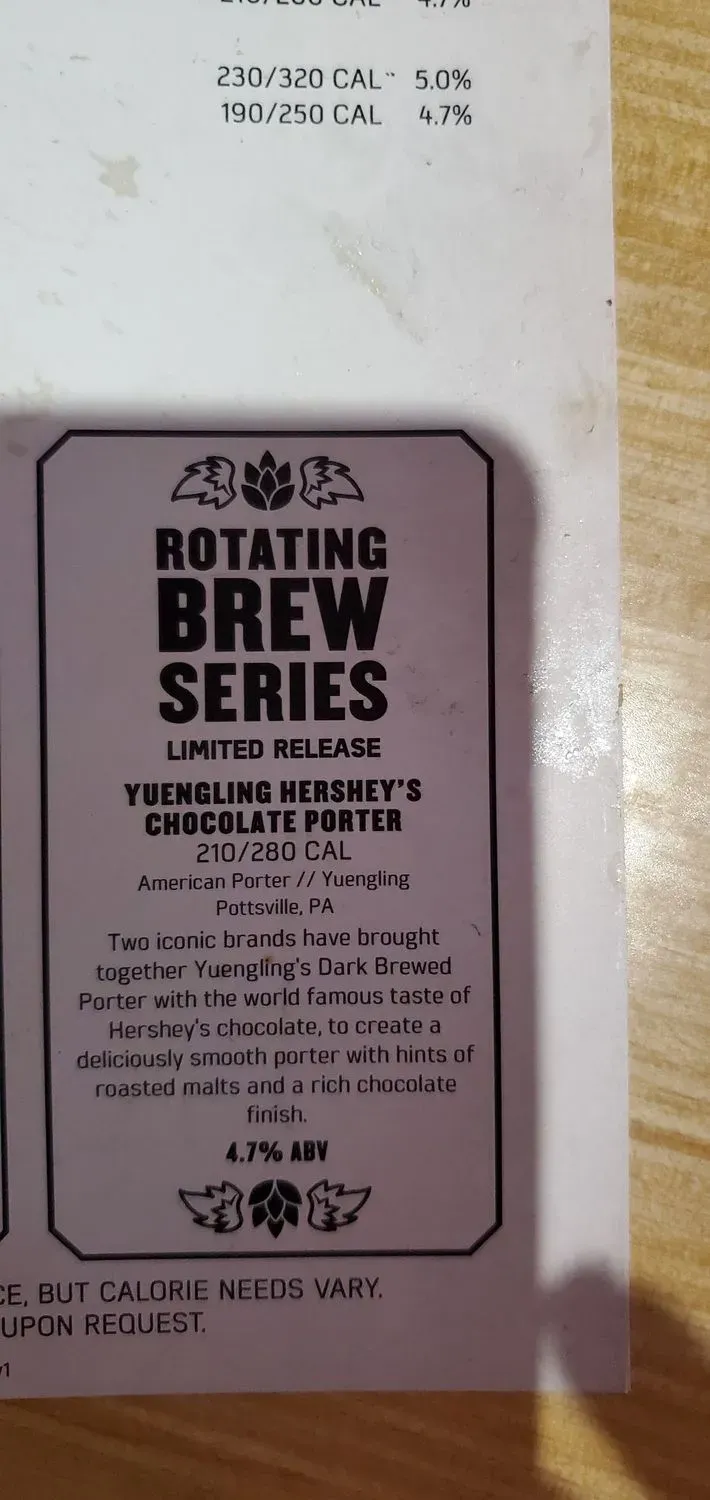 230/320 CAL 5.0%
190/250 CAL 4.7%
ROTATING
BREW
SERIES
LIMITED RELEASE
YUENGLING HERSHEY'S
CHOCOLATE PORTER
210/280 CAL
American Porter // Yuengling
Pottsville, PA
Two iconic brands have brought
together Yuengling's Dark Brewed
Porter with the world famous taste of
Hershey's chocolate, to create a
deliciously smooth porter with hints of
roasted malts and a rich chocolate
finish.
4.7% ABV
CE, BUT CALORIE NEEDS VARY.
UPON REQUEST.